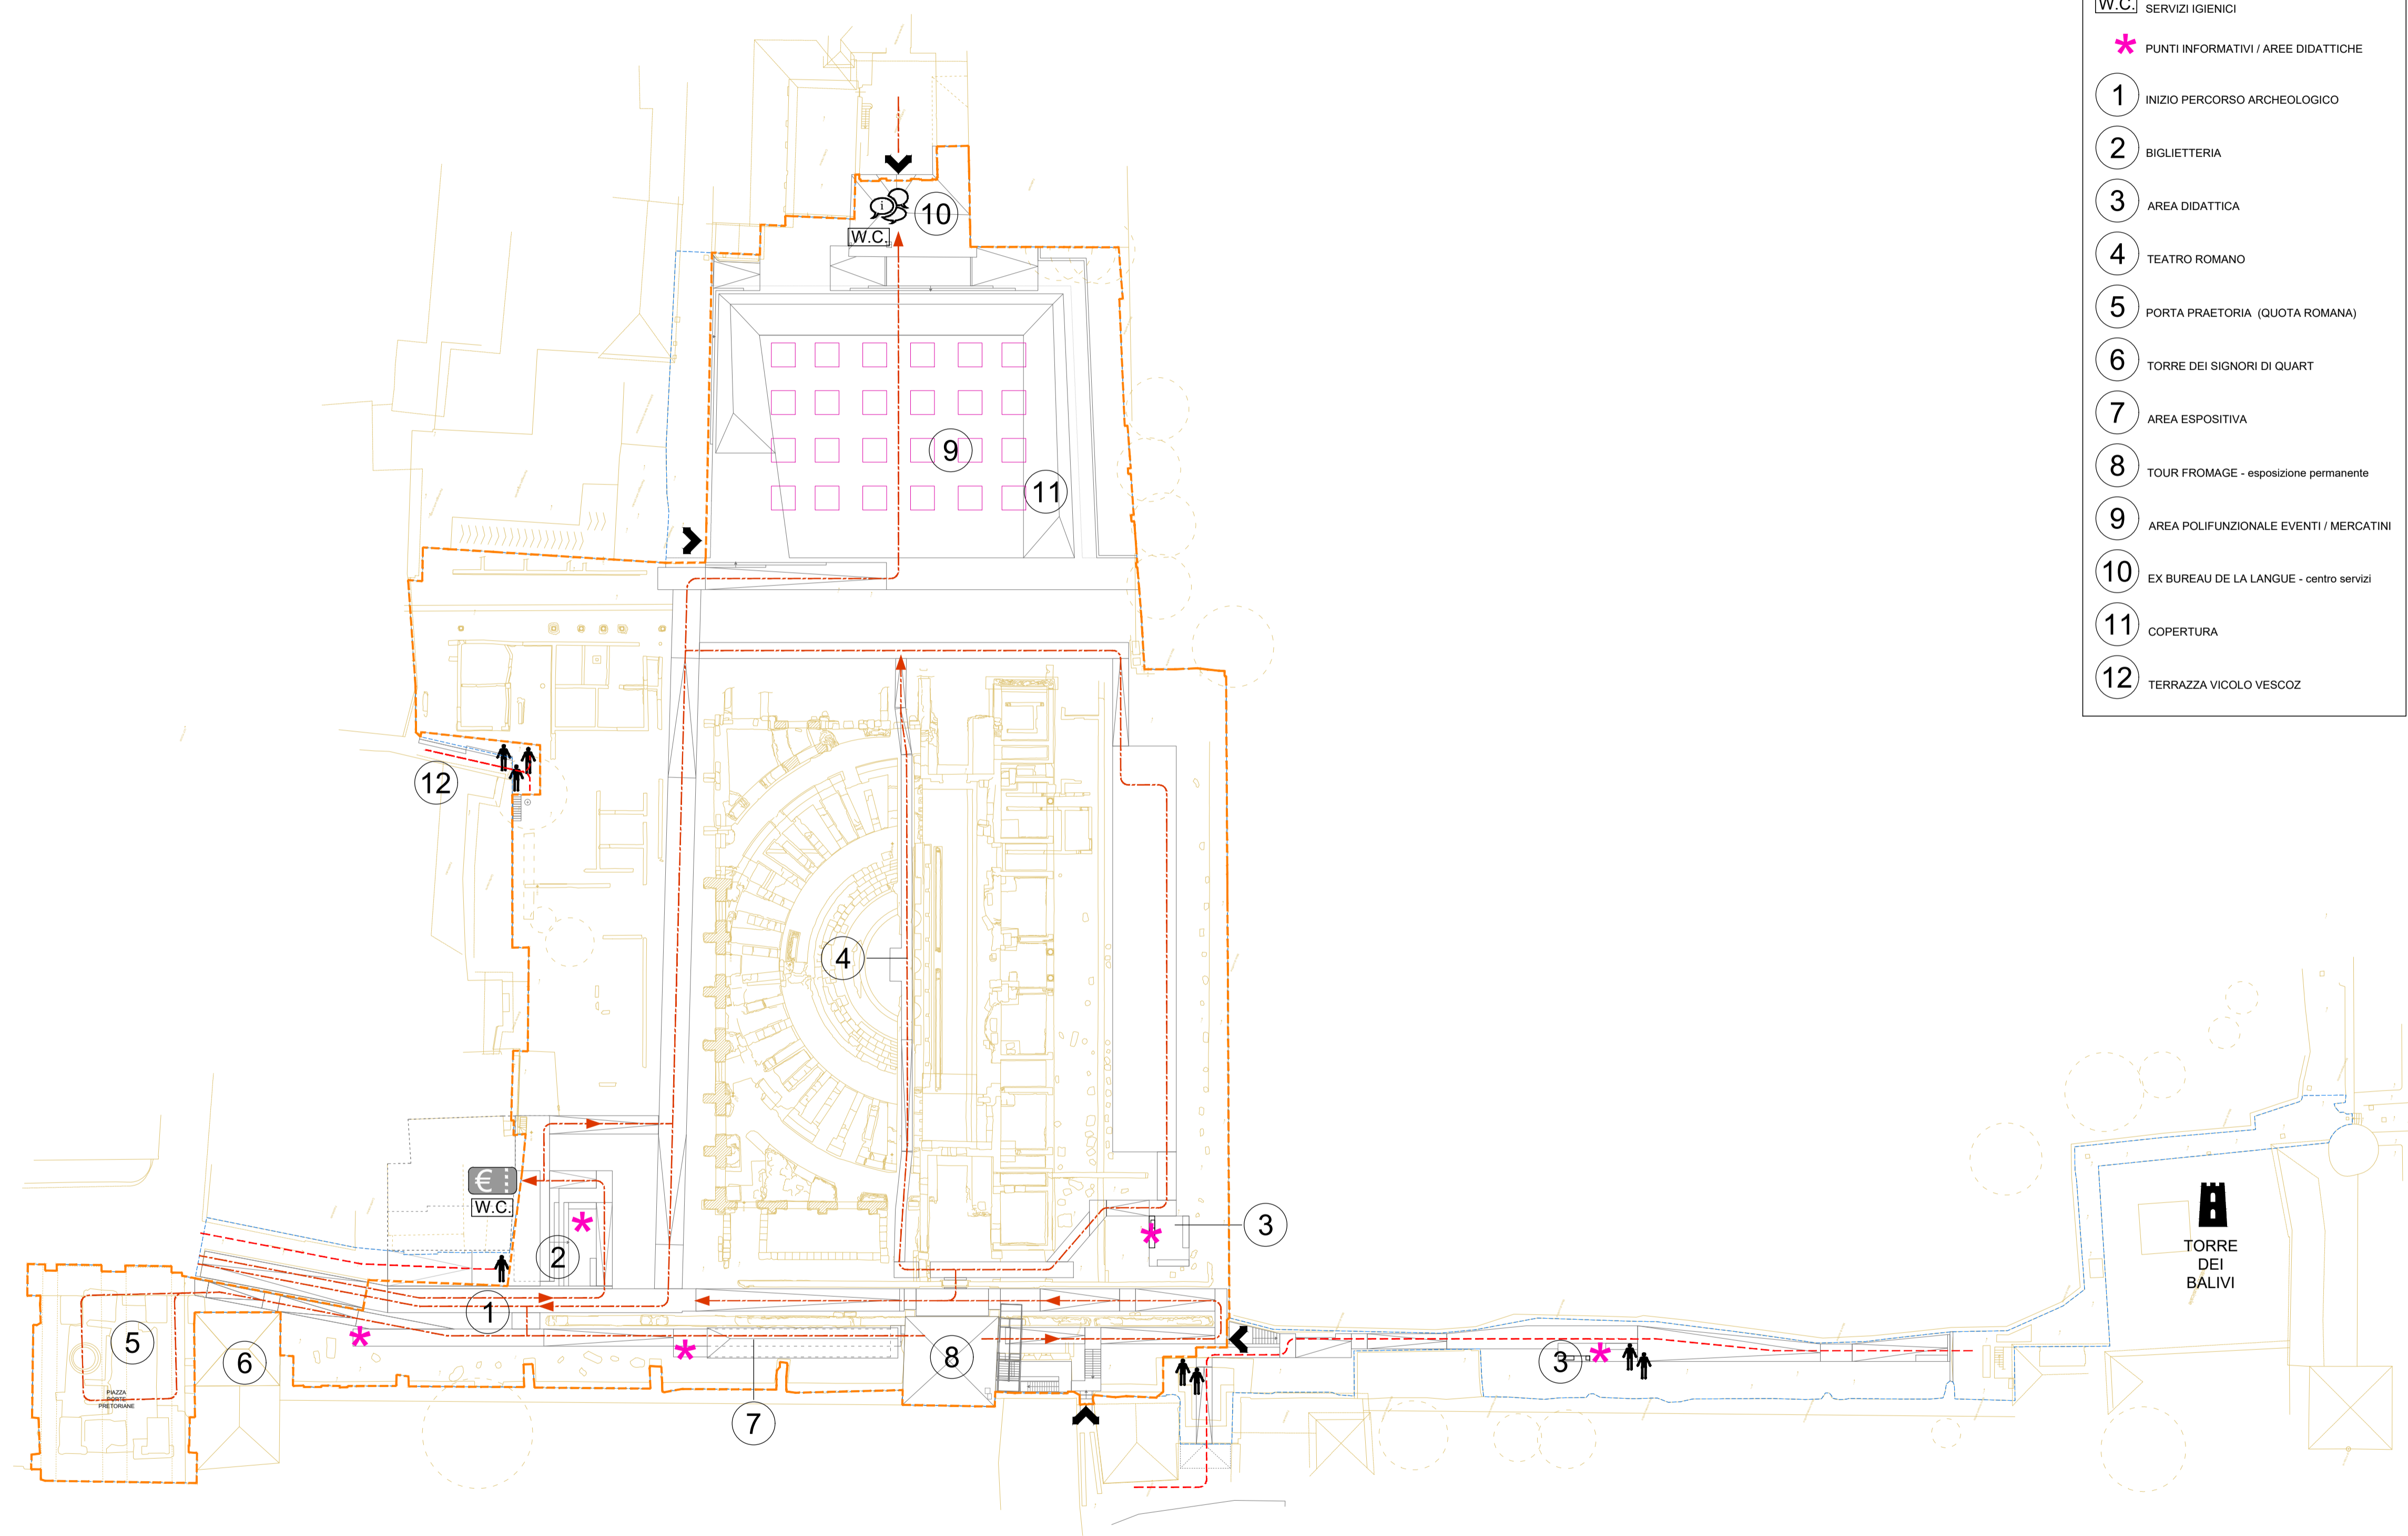 W.C. SERVIZI IGIENICI
* PUNTI INFORMATIVI / AREE DIDATTICHE
1 INIZIO PERCORSO ARCHEOLOGICO
2 BIGLIETTERIA
3 AREA DIDATTICA
4 TEATRO ROMANO
5 PORTA PRAETORIA (QUOTA ROMANA)
6 TORRE DEI SIGNORI DI QUART
7 AREA ESPOSITIVA
8 TOUR FROMAGE - esposizione permanente
9 AREA POLIFUNZIONALE EVENTI / MERCATINI
10 EX BUREAU DE LA LANGUE - centro servizi
11 COPERTURA
12 TERRAZZA VICOLO VESCOZ
i
10
W.C.
9
11
12
4
€
W.C.
2
3
1
5
6
8
3
7
PIAZZA
PORTE
PRETORIANE
TORRE
DEI
BALIVI